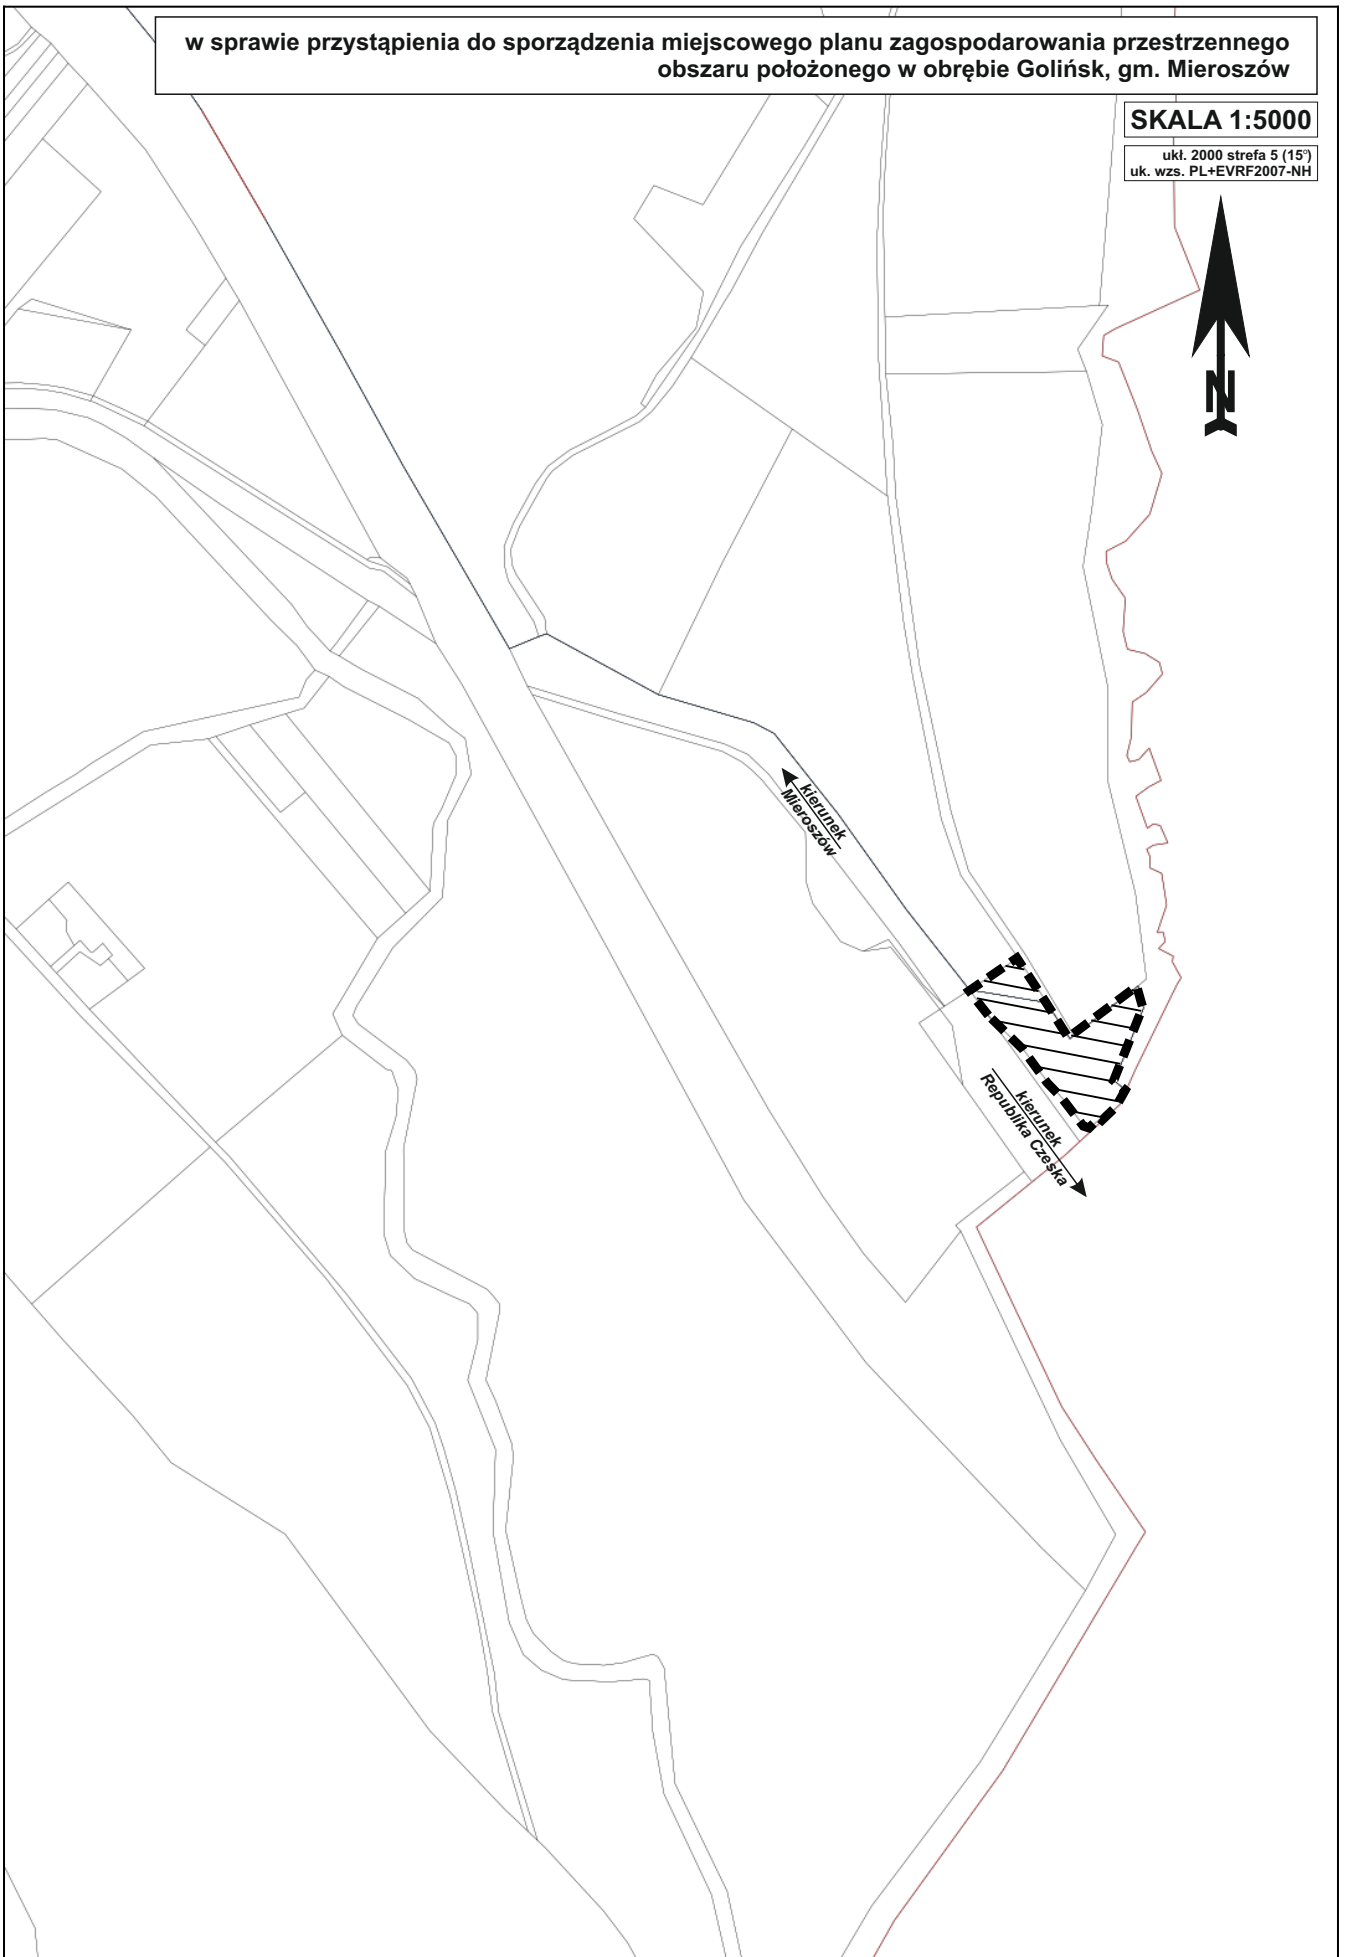 w sprawie przystąpienia do sporządzenia miejscowego planu zagospodarowania przestrzennego
obszaru położonego w obrębie Golińsk, gm. Mieroszów
SKALA 1:5000
ukł. 2000 strefa 5 (15°)
uk. wzs. PL+EVRF2007-NH
N
kierunek
Mieroszów
kierunek
Republika Czeska